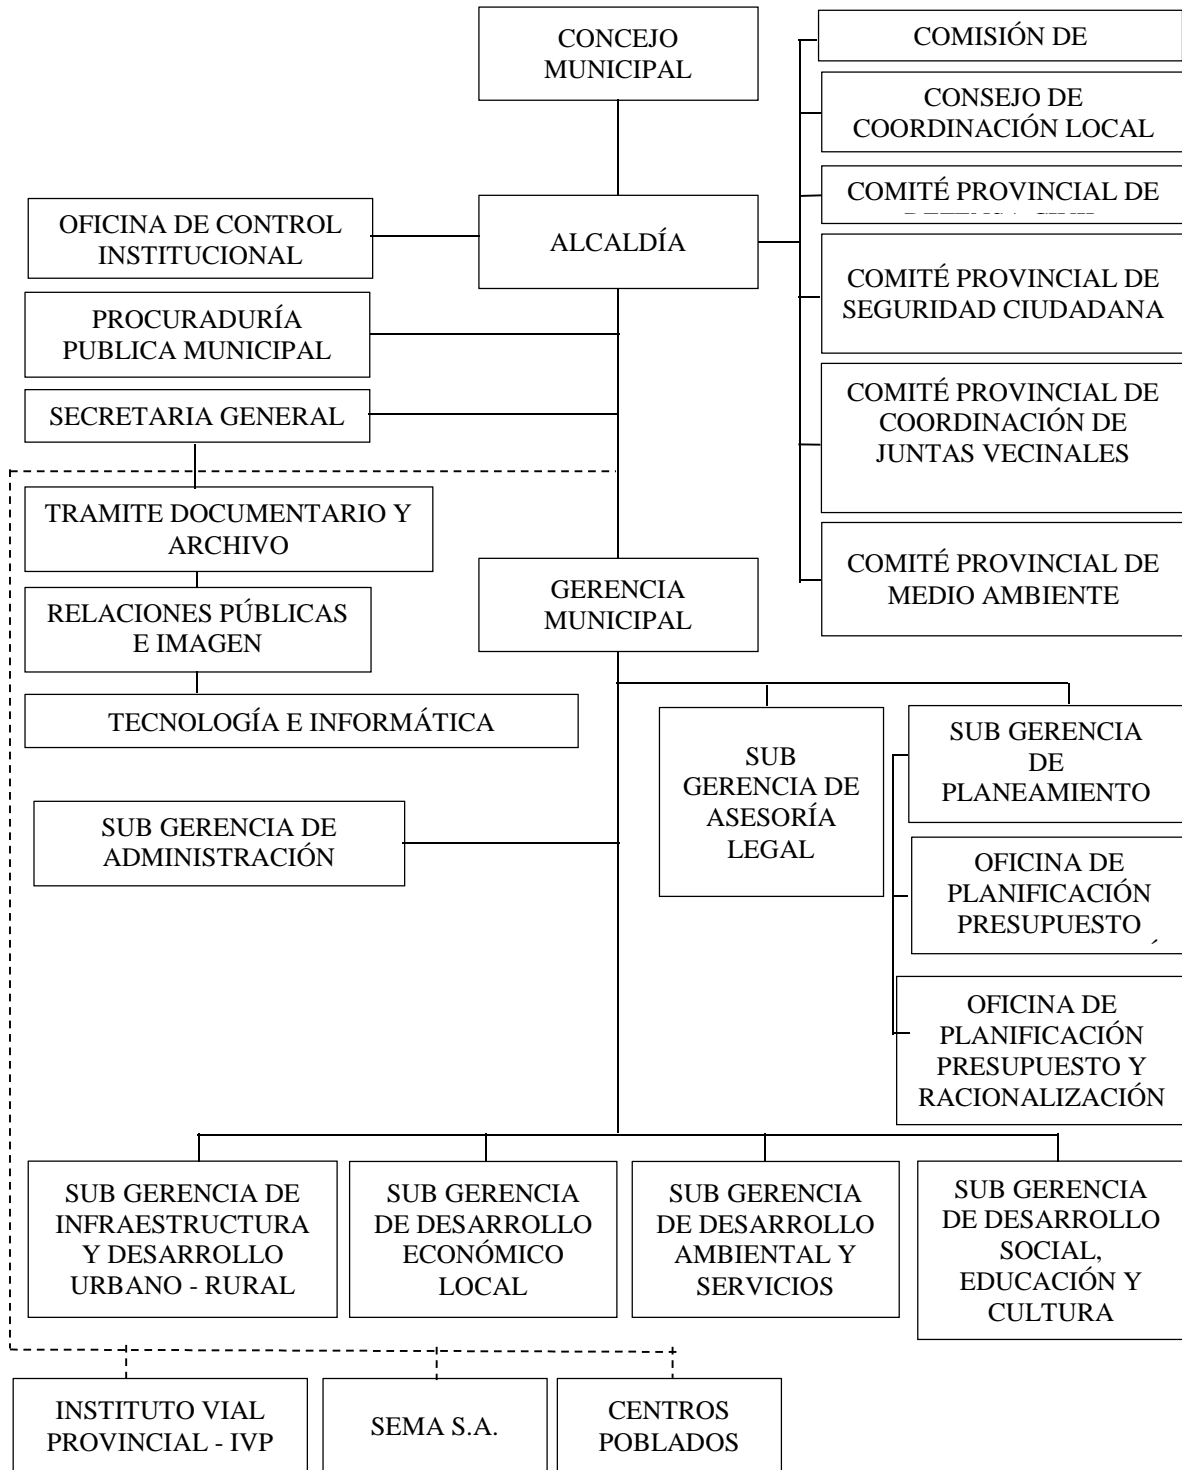 CONCEJO
MUNICIPAL
COMISIÓN DE
CONSEJO DE
COORDINACIÓN LOCAL
COMITÉ PROVINCIAL DE
OFICINA DE CONTROL
INSTITUCIONAL
ALCALDÍA
COMITÉ PROVINCIAL DE
SEGURIDAD CIUDADANA
PROCURADURÍA
PUBLICA MUNICIPAL
SECRETARIA GENERAL
COMITÉ PROVINCIAL DE
COORDINACIÓN DE
JUNTAS VECINALES
TRAMITE DOCUMENTARIO Y
ARCHIVO
GERENCIA
MUNICIPAL
COMITÉ PROVINCIAL DE
MEDIO AMBIENTE
RELACIONES PÚBLICAS
E IMAGEN
TECNOLOGÍA E INFORMÁTICA
SUB
GERENCIA DE
ASESORÍA
LEGAL
SUB GERENCIA
DE
PLANEAMIENTO
SUB GERENCIA DE
ADMINISTRACIÓN
OFICINA DE
PLANIFICACIÓN
PRESUPUESTO
OFICINA DE
PLANIFICACIÓN
PRESUPUESTO Y
RACIONALIZACIÓN
SUB GERENCIA DE
INFRAESTRUCTURA
Y DESARROLLO
URBANO - RURAL
SUB GERENCIA
DE DESARROLLO
ECONÓMICO
LOCAL
SUB GERENCIA
DE DESARROLLO
AMBIENTAL Y
SERVICIOS
SUB GERENCIA
DE DESARROLLO
SOCIAL,
EDUCACIÓN Y
CULTURA
INSTITUTO VIAL
PROVINCIAL - IVP
SEMA S.A.
CENTROS
POBLADOS